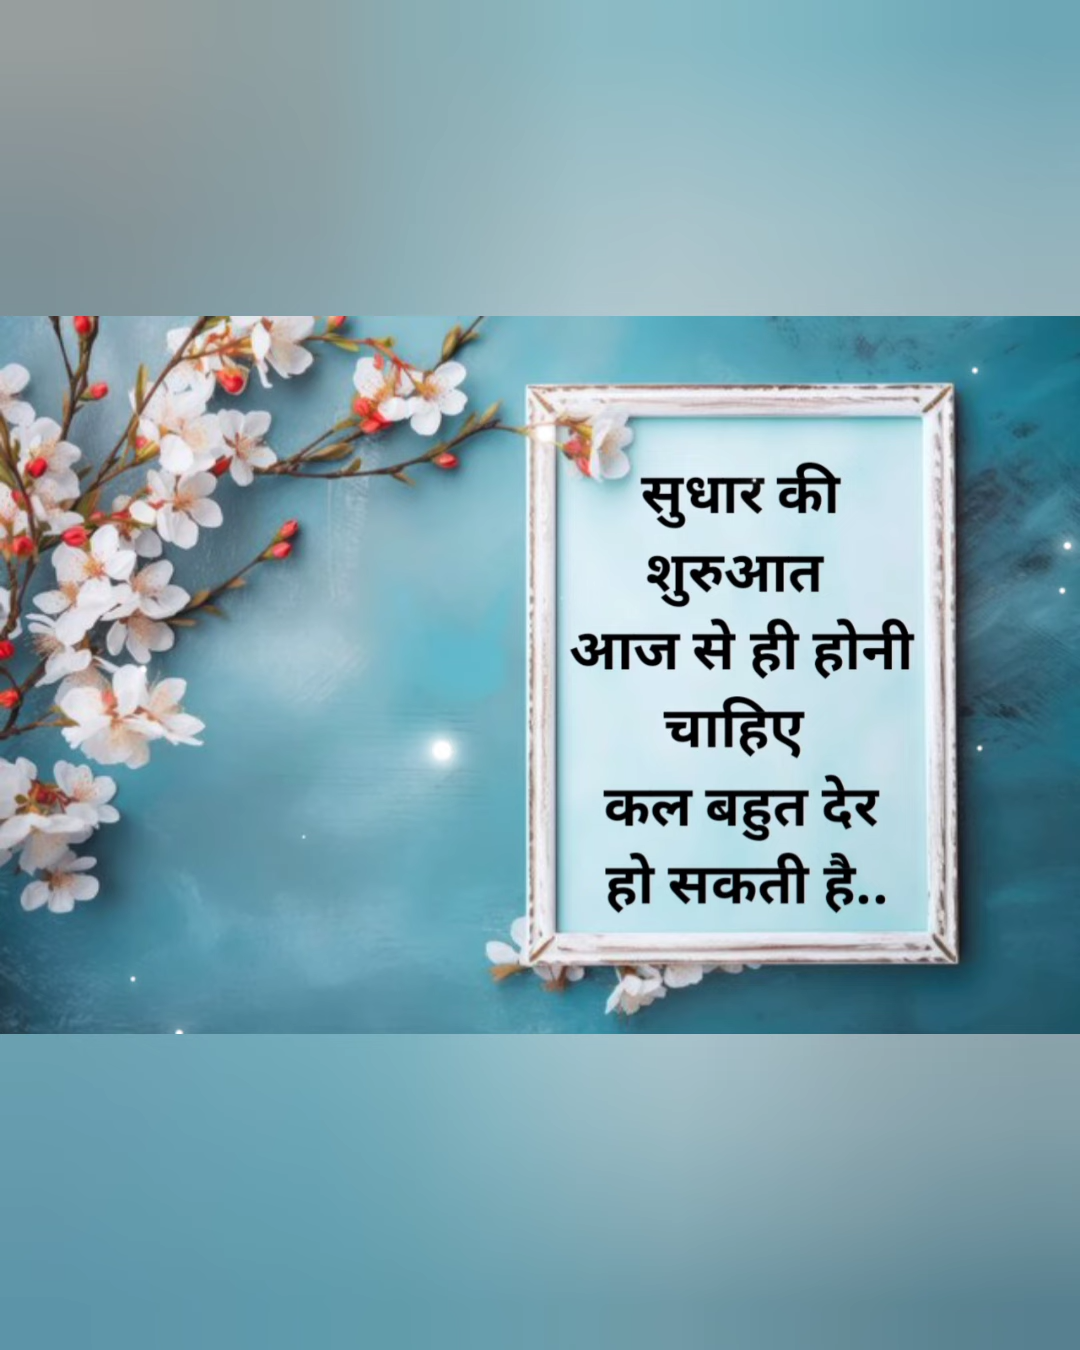 सुधार की
शुरुआत
आज से ही होनी
चाहिए
कल बहुत देर
हो सकती है..